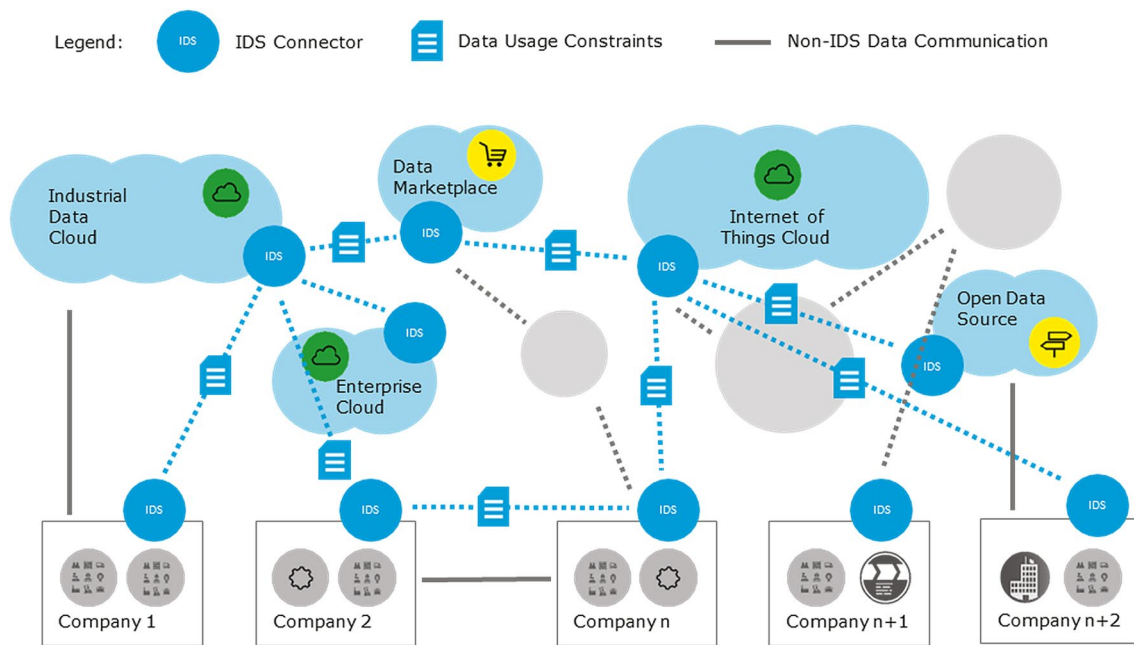 Legend:
IDS
IDS Connector
Data Usage Constraints
Non-IDS Data Communication
Industrial
Data
Cloud
Data
Marketplace
Internet of
Things Cloud
IDS
IDS
IDS
Open Data
Source
IDS
Enterprise
Cloud
IDS
IDS
IDS
IDS
IDS
IDS
Company 1
Company 2
Company n
Company n+1
Company n+2